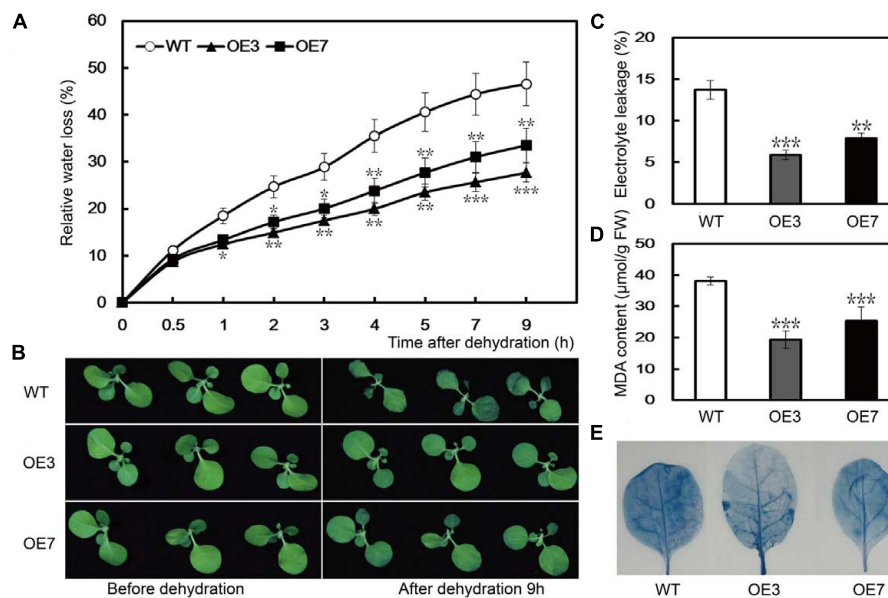 A
60
50
40
30
20
10
0
Relative water loss (%)
WT OE3 OE7
** ** ** ** ** * * 
* ** ** ** ** *** ***
0 0.5 1 2 3 4 5 7 9
Time after dehydration (h)
B
WT
OE3
OE7
Before dehydration After dehydration 9h
C
20
15
10
5
0
Electrolyte leakage (%)
*** **
WT OE3 OE7
D
50
40
30
20
10
0
MDA content (μmol/g FW)
*** ***
WT OE3 OE7
E
WT OE3 OE7